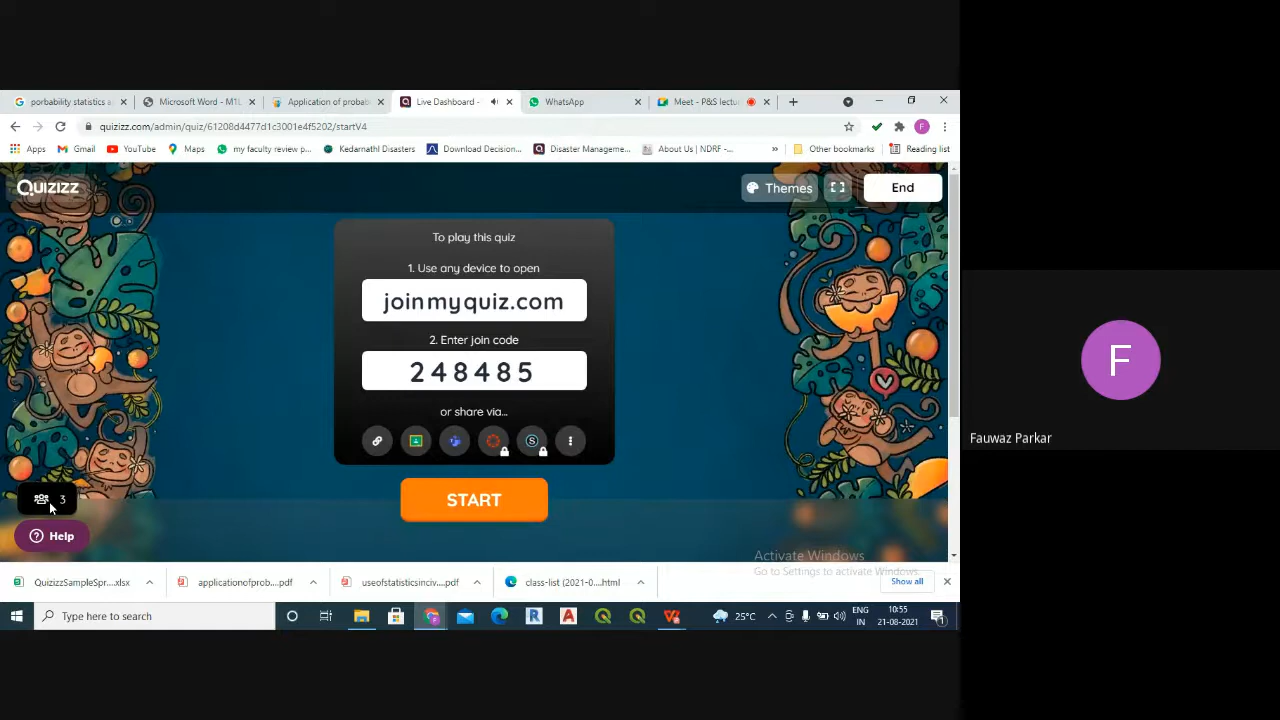 porbability statistics a
Microsoft Word - M1L
Application of probab
Live Dashboard -
WhatsApp
Meet - P&S lectu
quizizz.com/admin/quiz/61208d4477d1c3001e4f5202/startV4
F
Apps
Gmail
YouTube
Maps
my faculty review p...
Kedarnathl Disasters
Download Decision...
Disaster Manageme...
About Us | NDRF -...
»
Other bookmarks
Reading list
Quizizz
Themes
End
To play this quiz
1. Use any device to open
joinmyquiz.com
2. Enter join code
248485
or share via...
S
START
3
Help
F
Fauwaz Parkar
Activate Windows
Go to Settings to activate Windows.
QuizizzSampleSpr....xlsx
applicationofprob....pdf
useofstatisticsinciv....pdf
class-list (2021-0....html
Show all
Type here to search
25°C
ENG
IN
10:55
21-08-2021
1